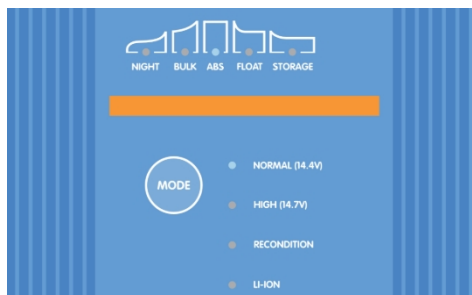 NIGHT BULK ABS FLOAT STORAGE
MODE
NORMAL (14.4V)
HIGH (14.7V)
RECONDITION
LI-ION